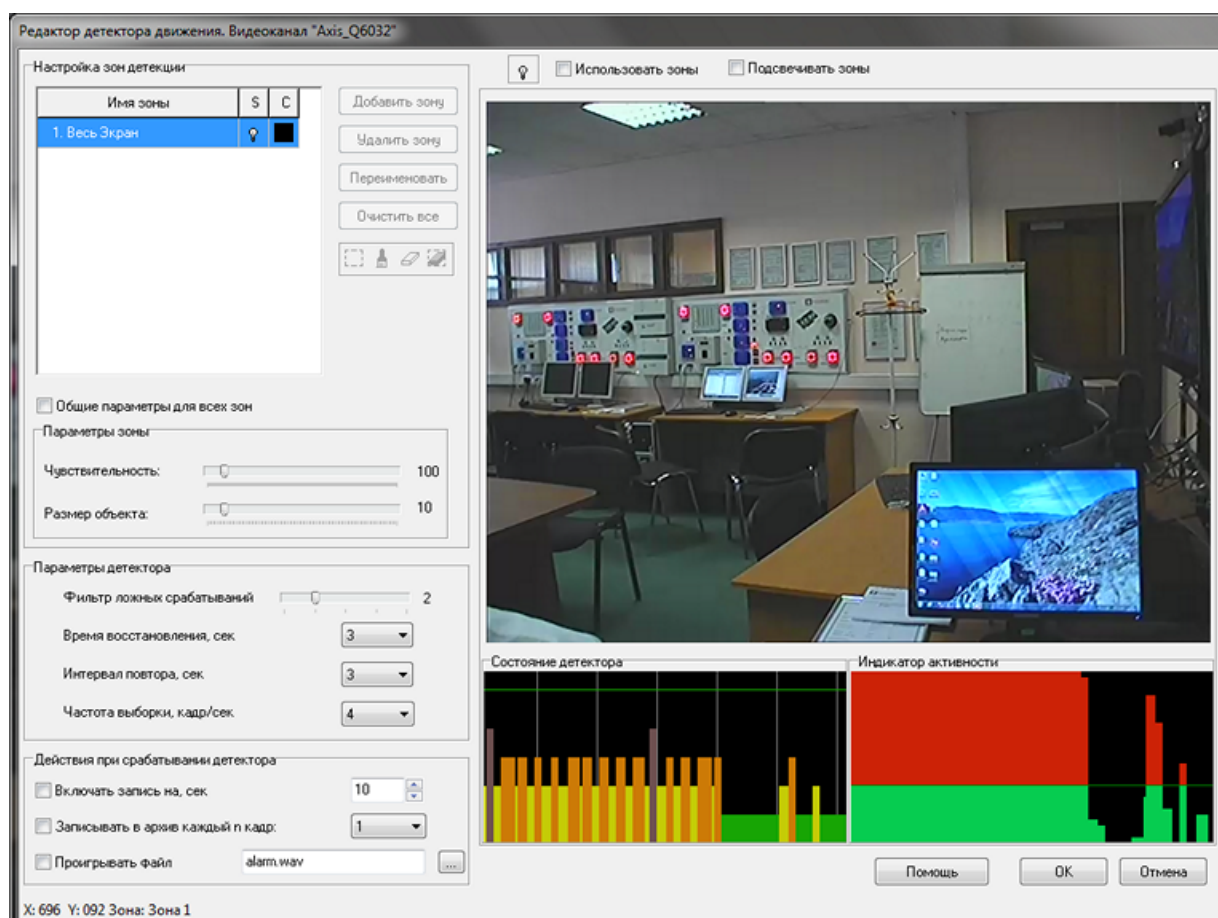 Редактор детектора движения. Видеоканал "Axis_Q6032"
Настройка зон детекции
Использовать зоны
Подсвечивать зоны
Имя зоны S C
1. Весь Экран
Добавить зону
Удалить зону
Переименовать
Очистить все
Общие параметры для всех зон
Параметры зоны
Чувствительность: 100
Размер объекта: 10
Параметры детектора
Фильтр ложных срабатываний 2
Время восстановления, сек 3
Интервал повтора, сек 3
Частота выборки, кадр/сек 4
Действия при срабатывании детектора
Включать запись на, сек 10
Записывать в архив каждый n кадр: 1
Проигрывать файл alarm.wav ...
Состояние детектора
Индикатор активности
Помощь
OK
Отмена
X: 696 Y: 092 Зона: Зона 1